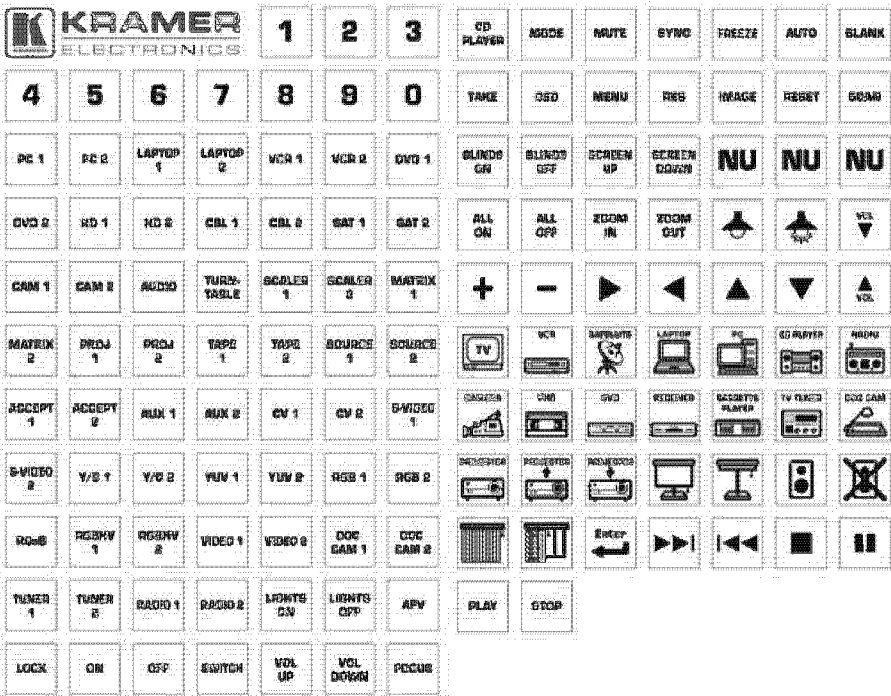 KRAMER
ELECTRONICS
1 2 3
4 5 6 7 8 9 0
PC 1 PC 2 LAPTOP 1 LAPTOP 2 VCR 1 VCR 2 DVD 1
DVD 2 HD 1 HD 2 CBL 1 CBL 2 SAT 1 SAT 2
CAM 1 CAM 2 AUDIO TURN-TABLE SCALER 1 SCALER 2 MATRIX 1
MATRIX 2 PROJ 1 PROJ 2 TAPE 1 TAPE 2 SOURCE 1 SOURCE 2
ACCEPT 1 ACCEPT 2 AUX 1 AUX 2 CV 1 CV 2 S-VIDEO 1
S-VIDEO 2 Y/C 1 Y/C 2 YUV 1 YUV 2 RGB 1 RGB 2
RGsB RGBHV 1 RGBHV 2 VIDEO 1 VIDEO 2 DOC CAM 1 DOC CAM 2
TUNER 1 TUNER 2 RADIO 1 RADIO 2 LIGHTS ON LIGHTS OFF AFV
LOCK ON OFF SWITCH VOL UP VOL DOWN FOCUS
CD PLAYER MODE MUTE SYNC FREEZE AUTO BLANK
TAKE OSD MENU RES IMAGE RESET
BLINDS ON BLINDS OFF SCREEN UP SCREEN DOWN NU NU NU
ALL ON ALL OFF ZOOM IN ZOOM OUT VOL
+ - VOL
TV VCR SATELLITE LAPTOP PC CD PLAYER RADIO
CAMERA VHS DVD RECEIVER CASSETTE PLAYER TV TUNER DOC CAM
PROJECTOR PROJECTOR PROJECTOR
Enter
PLAY STOP